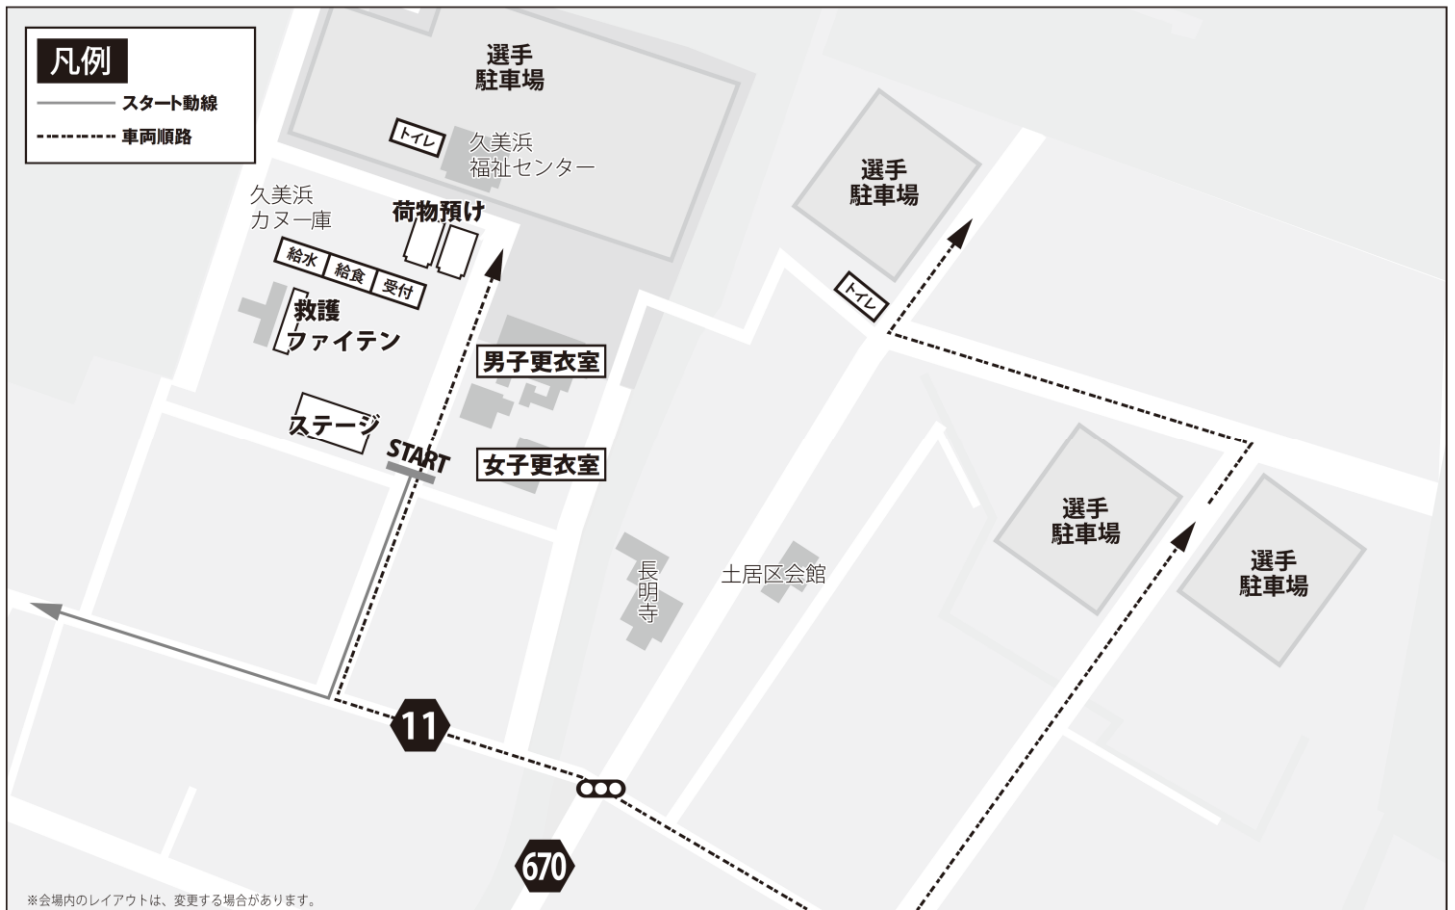 凡例
スタート動線
車両順路
選手
駐車場
トイレ
久美浜
福祉センター
久美浜
カヌー庫
荷物預け
給水
給食
受付
救護
ファイテン
ステージ
START
男子更衣室
女子更衣室
選手
駐車場
トイレ
選手
駐車場
選手
駐車場
長明寺
土居区会館
11
670
※会場内のレイアウトは、変更する場合があります。